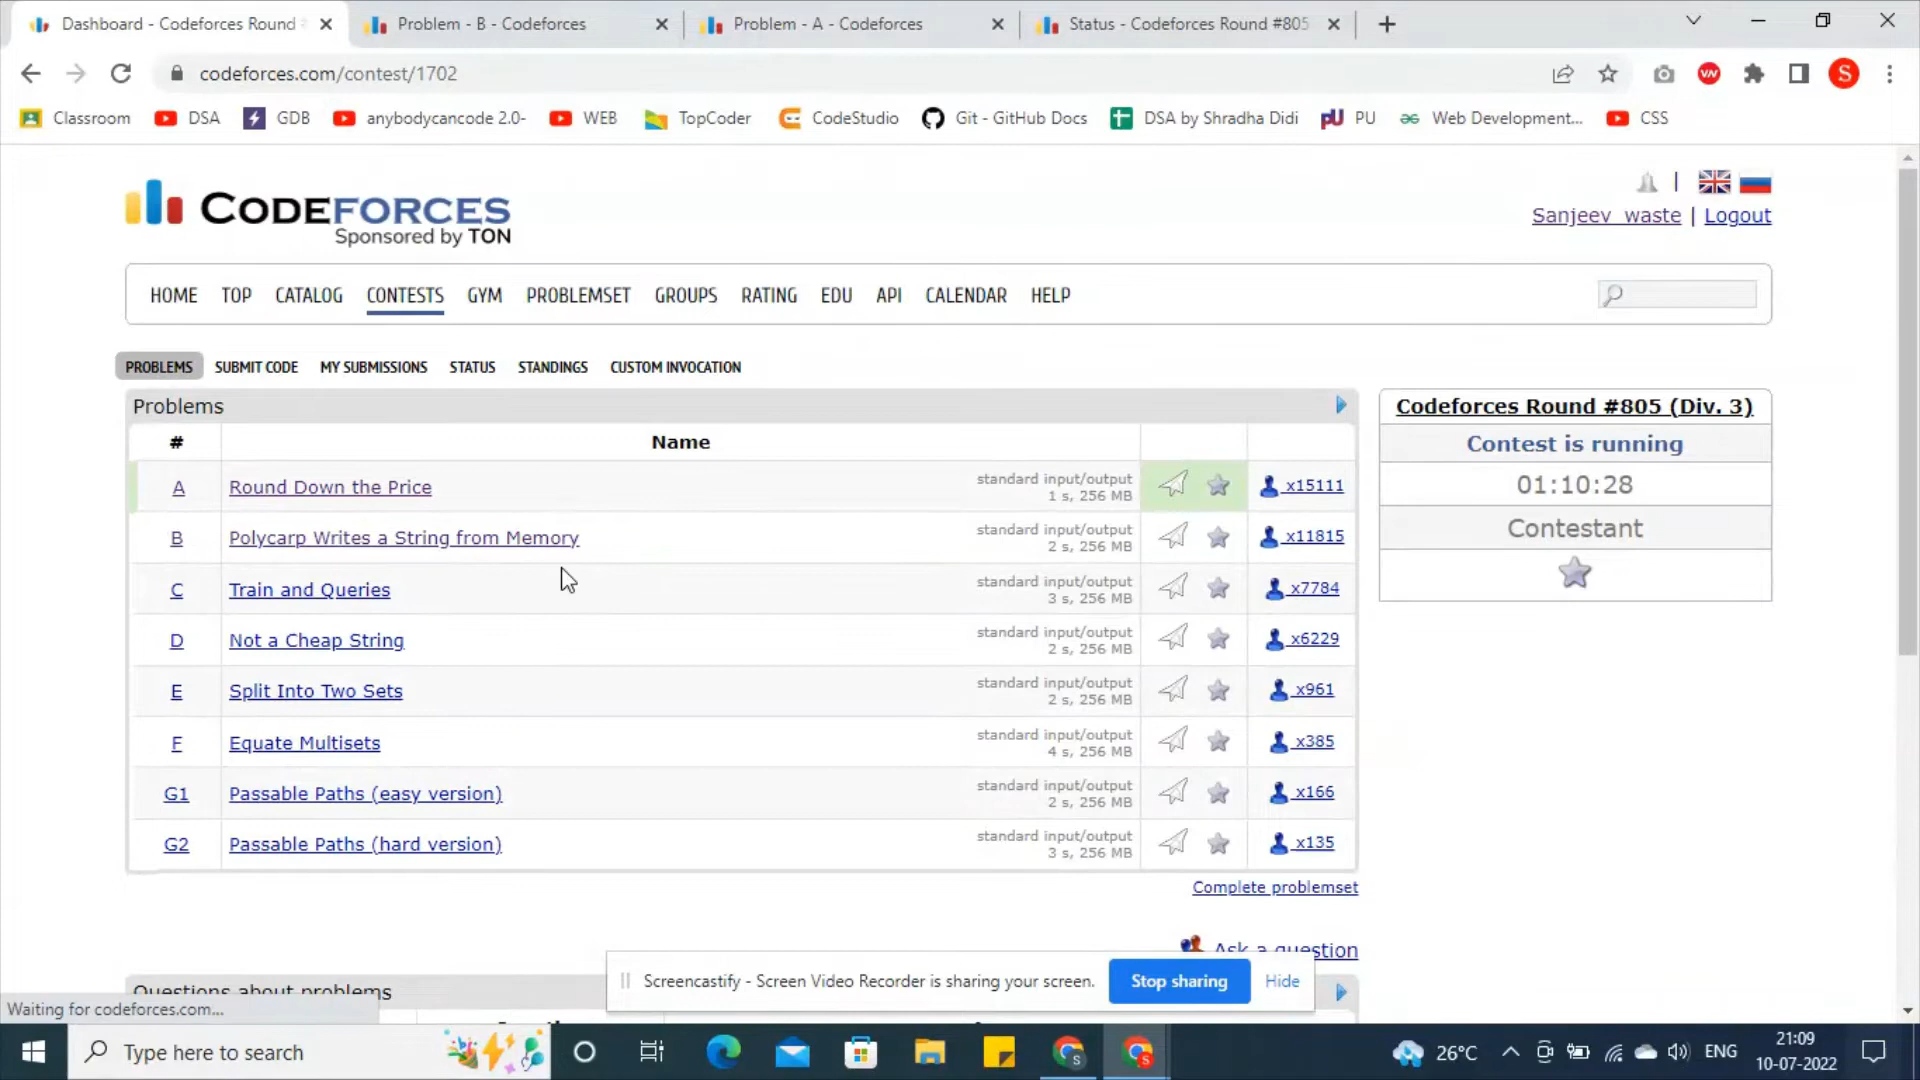 Dashboard - Codeforces Round
Problem - B - Codeforces
Problem - A - Codeforces
Status - Codeforces Round #805
codeforces.com/contest/1702
S
Classroom
DSA
GDB
anybodycancode 2.0-
WEB
TopCoder
CodeStudio
Git - GitHub Docs
DSA by Shradha Didi
PU
Web Development...
CSS
CODEFORCES
Sponsored by TON
|
Sanjeev_waste | Logout
HOME TOP CATALOG CONTESTS GYM PROBLEMSET GROUPS RATING EDU API CALENDAR HELP
PROBLEMS SUBMIT CODE MY SUBMISSIONS STATUS STANDINGS CUSTOM INVOCATION
Problems
# Name
A Round Down the Price standard input/output x15111
1 s, 256 MB
B Polycarp Writes a String from Memory standard input/output x11815
2 s, 256 MB
C Train and Queries standard input/output x7784
3 s, 256 MB
D Not a Cheap String standard input/output x6229
2 s, 256 MB
E Split Into Two Sets standard input/output x961
2 s, 256 MB
F Equate Multisets standard input/output x385
4 s, 256 MB
G1 Passable Paths (easy version) standard input/output x166
2 s, 256 MB
G2 Passable Paths (hard version) standard input/output x135
3 s, 256 MB
Complete problemset
Codeforces Round #805 (Div. 3)
Contest is running
01:10:28
Contestant
Ask a question
Questions about problems
Screencastify - Screen Video Recorder is sharing your screen.
Stop sharing
Hide
Waiting for codeforces.com...
Type here to search
26°C
ENG
21:09
10-07-2022